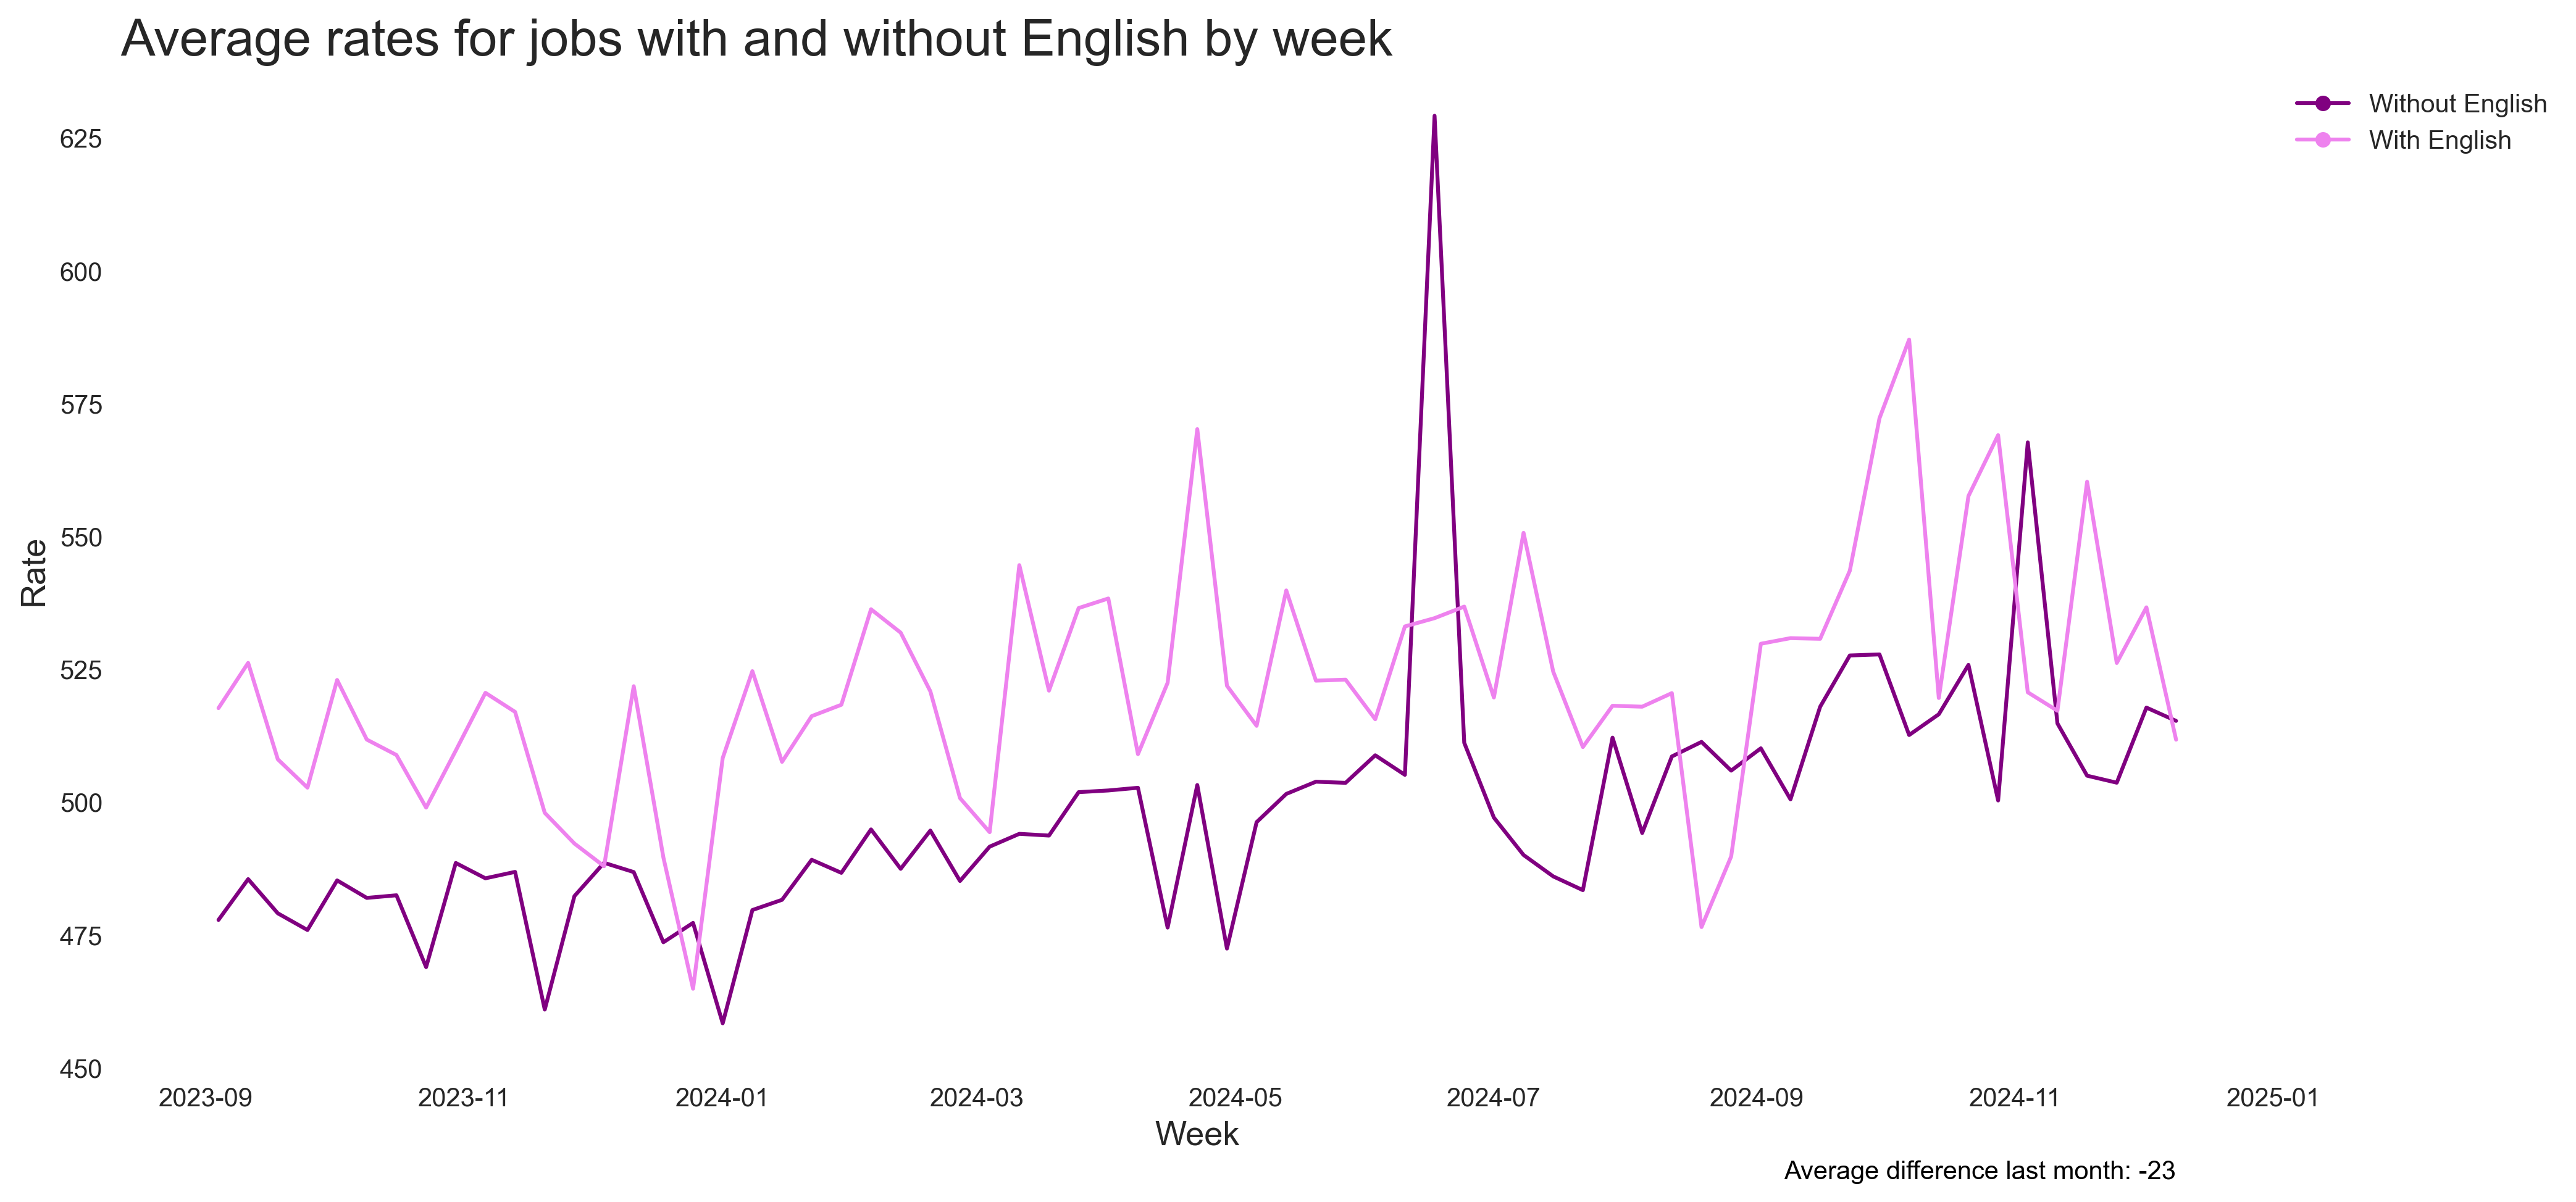 Average rates for jobs with and without English by week
Without English
With English
625
600
575
550
525
500
475
450
Rate
2023-09
2023-11
2024-01
2024-03
2024-05
2024-07
2024-09
2024-11
2025-01
Week
Average difference last month: -23